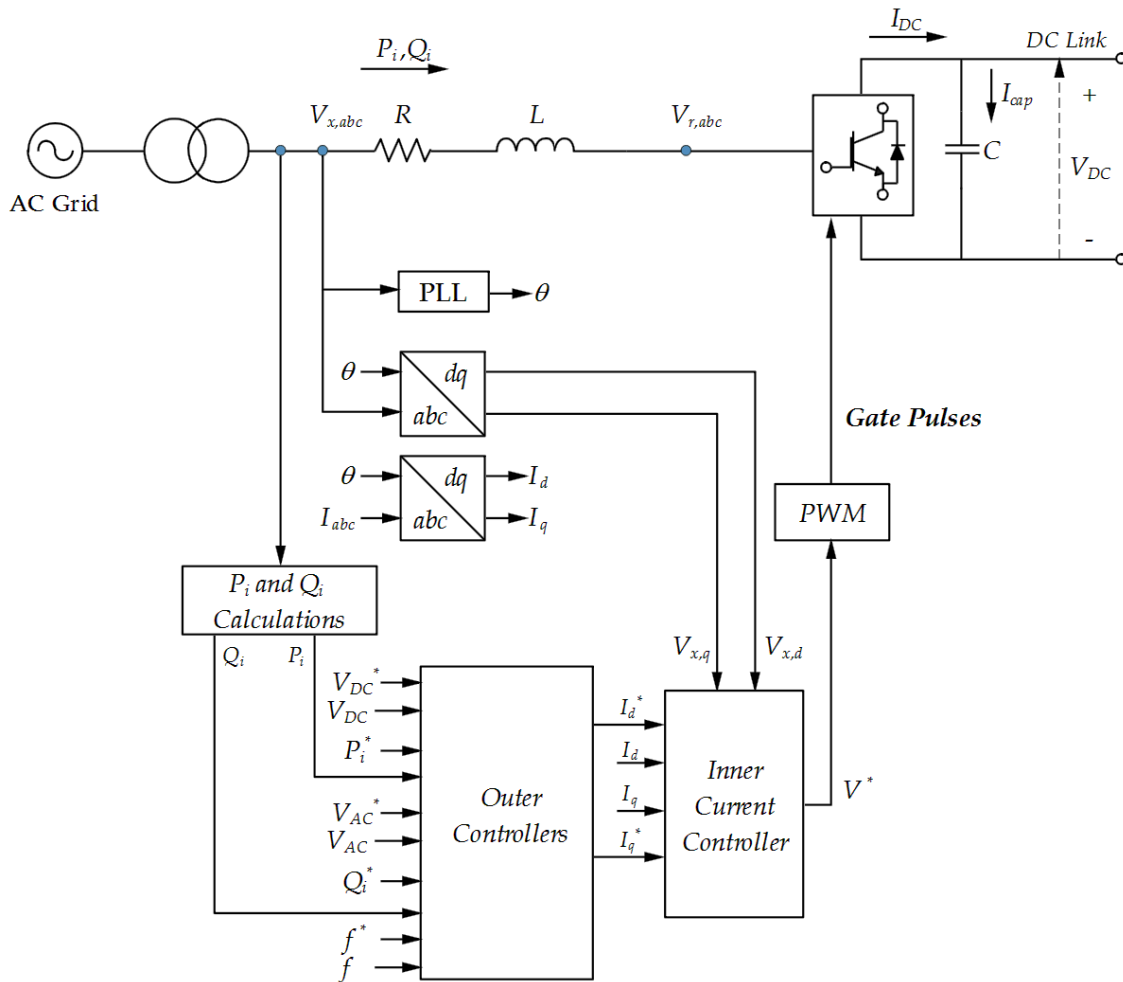 I_DC
DC Link
P_i, Q_i
V_x,abc
R
L
V_r,abc
I_cap
+
C
V_DC
AC Grid
-
PLL
θ
θ
dq
abc
Gate Pulses
θ
dq
I_d
I_abc
abc
I_q
PWM
P_i and Q_i
Calculations
Q_i
P_i
V_x,q
V_x,d
V_DC^*
V_DC
P_i^*
V_AC^*
V_AC
Q_i^*
f^*
f
Outer
Controllers
I_d^*
I_d
I_q
I_q^*
Inner
Current
Controller
V^*